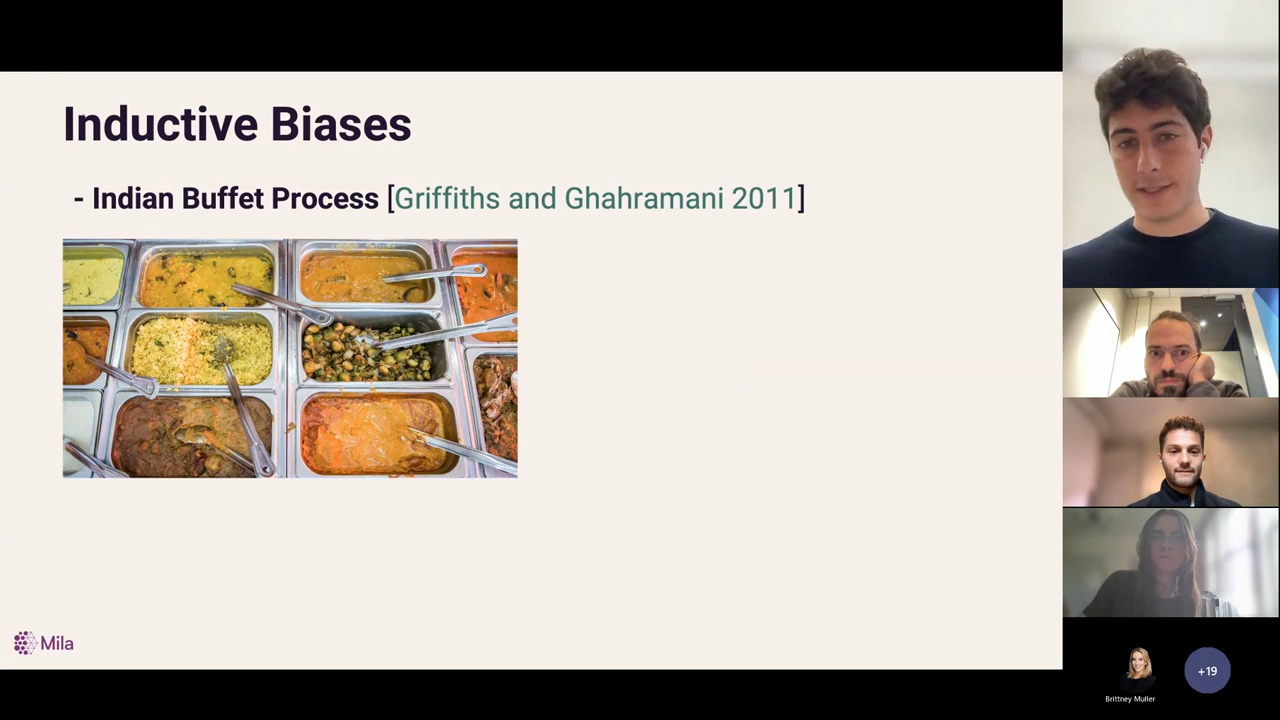 Inductive Biases
- Indian Buffet Process [Griffiths and Ghahramani 2011]
Mila
Brittney Muller
+19